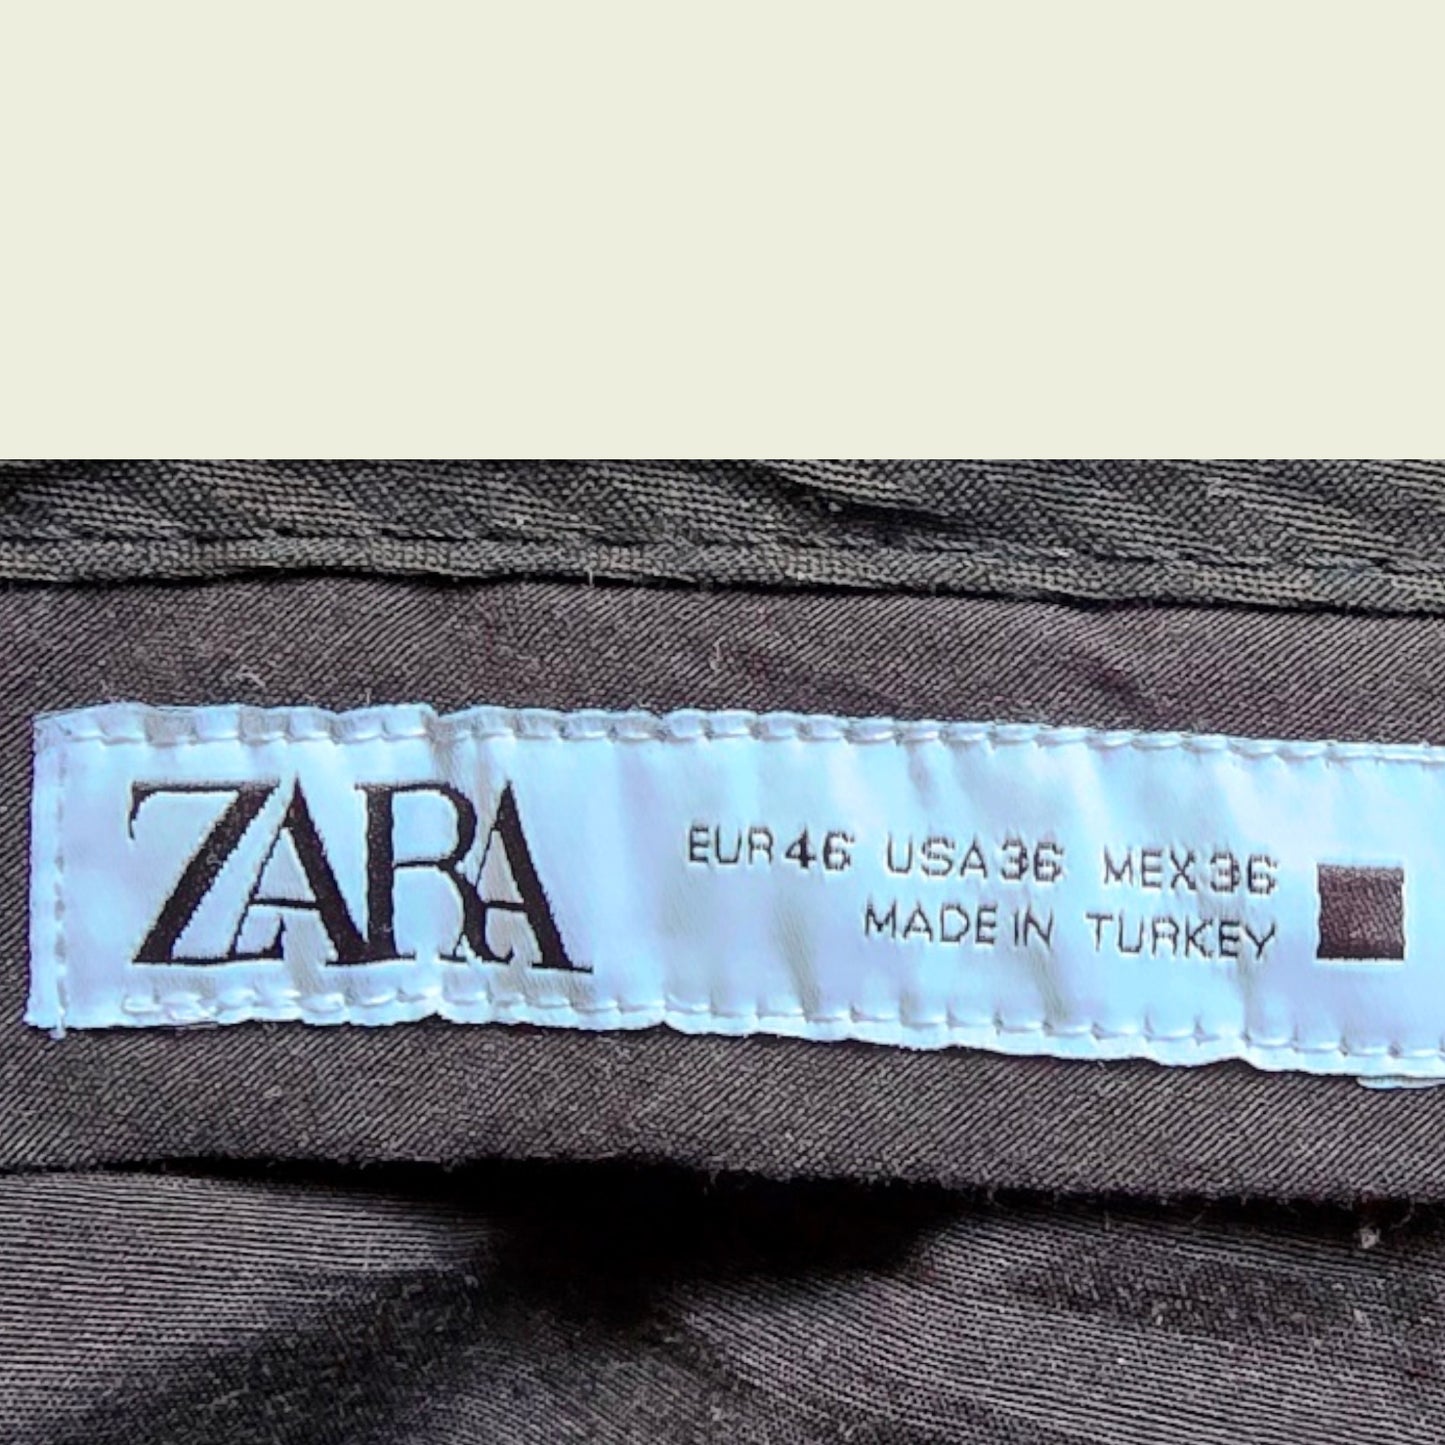 ZARA
EUR 46 USA 36 MEX 36
MADE IN TURKEY